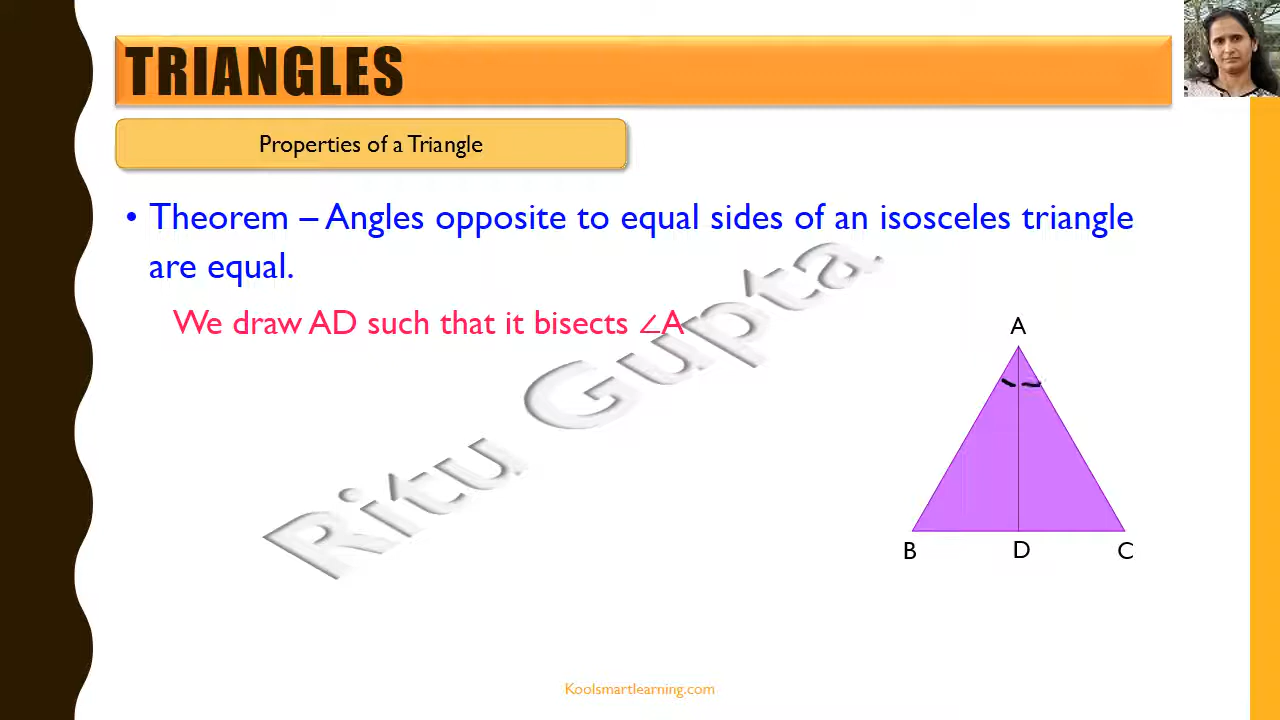 TRIANGLES
Properties of a Triangle
• Theorem – Angles opposite to equal sides of an isosceles triangle
are equal.
We draw AD such that it bisects ∠A
A
Ritu Gupta
B D C
Koolsmartlearning.com